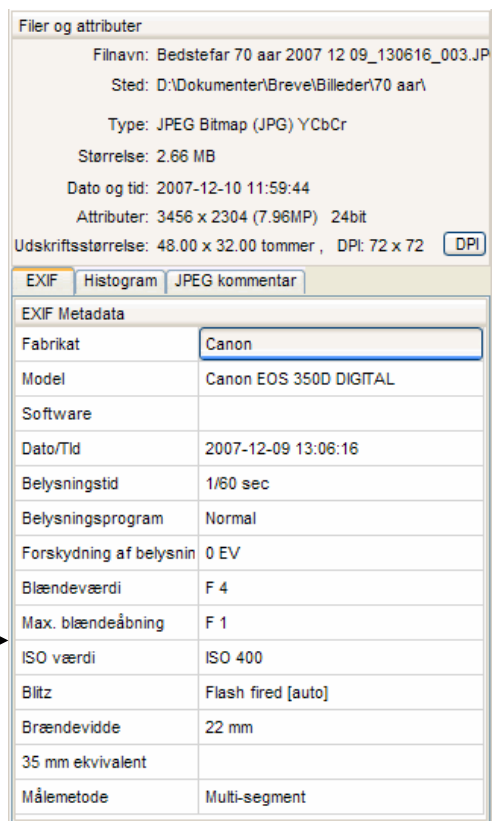 Filer og attributer
Filnavn: Bedstefar 70 aar 2007 12 09_130616_003.JP
Sted: D:\Dokumenter\Breve\Billeder\70 aar\
Type: JPEG Bitmap (JPG) YCbCr
Størrelse: 2.66 MB
Dato og tid: 2007-12-10 11:59:44
Attributer: 3456 x 2304 (7.96MP) 24bit
Udskriftsstørrelse: 48.00 x 32.00 tommer , DPI: 72 x 72 DPI
EXIF Histogram JPEG kommentar
EXIF Metadata
Fabrikat Canon
Model Canon EOS 350D DIGITAL
Software
Dato/TId 2007-12-09 13:06:16
Belysningstid 1/60 sec
Belysningsprogram Normal
Forskydning af belysnin 0 EV
Blændeværdi F 4
Max. blændeåbning F 1
ISO værdi ISO 400
Blitz Flash fired [auto]
Brændevidde 22 mm
35 mm ekvivalent
Målemetode Multi-segment